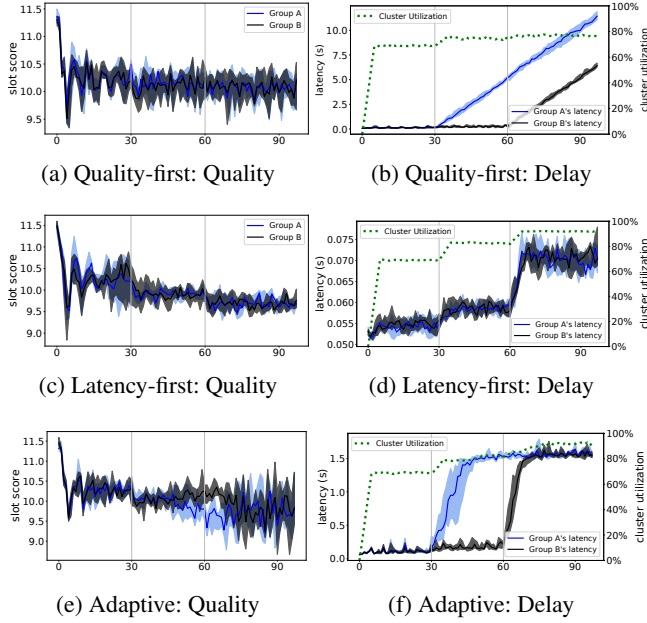 11.5
11.0
10.5
10.0
9.5
slot score
Group A
Group B
0
30
60
90
(a) Quality-first: Quality
10.0
7.5
5.0
2.5
0.0
latency (s)
Cluster Utilization
Group A's latency
Group B's latency
100%
80%
60%
40%
20%
0%
cluster utilization
0
30
60
90
(b) Quality-first: Delay
11.5
11.0
10.5
10.0
9.5
9.0
slot score
Group A
Group B
0
30
60
90
(c) Latency-first: Quality
0.075
0.070
0.065
0.060
0.055
0.050
latency (s)
Cluster Utilization
Group A's latency
Group B's latency
100%
80%
60%
40%
20%
0%
cluster utilization
0
30
60
90
(d) Latency-first: Delay
11.5
11.0
10.5
10.0
9.5
9.0
slot score
Group A
Group B
0
30
60
90
(e) Adaptive: Quality
1.5
1.0
0.5
0.0
latency (s)
Cluster Utilization
Group A's latency
Group B's latency
100%
80%
60%
40%
20%
0%
cluster utilization
0
30
60
90
(f) Adaptive: Delay